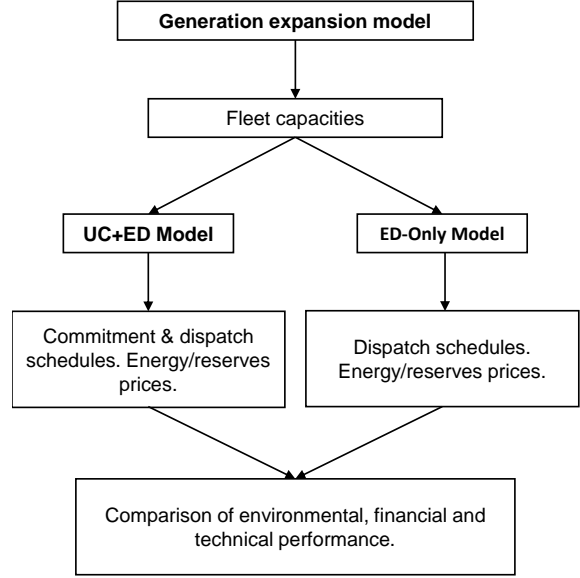 Generation expansion model
Fleet capacities
UC+ED Model
ED-Only Model
Commitment & dispatch
schedules. Energy/reserves
prices.
Dispatch schedules.
Energy/reserves prices.
Comparison of environmental, financial and
technical performance.